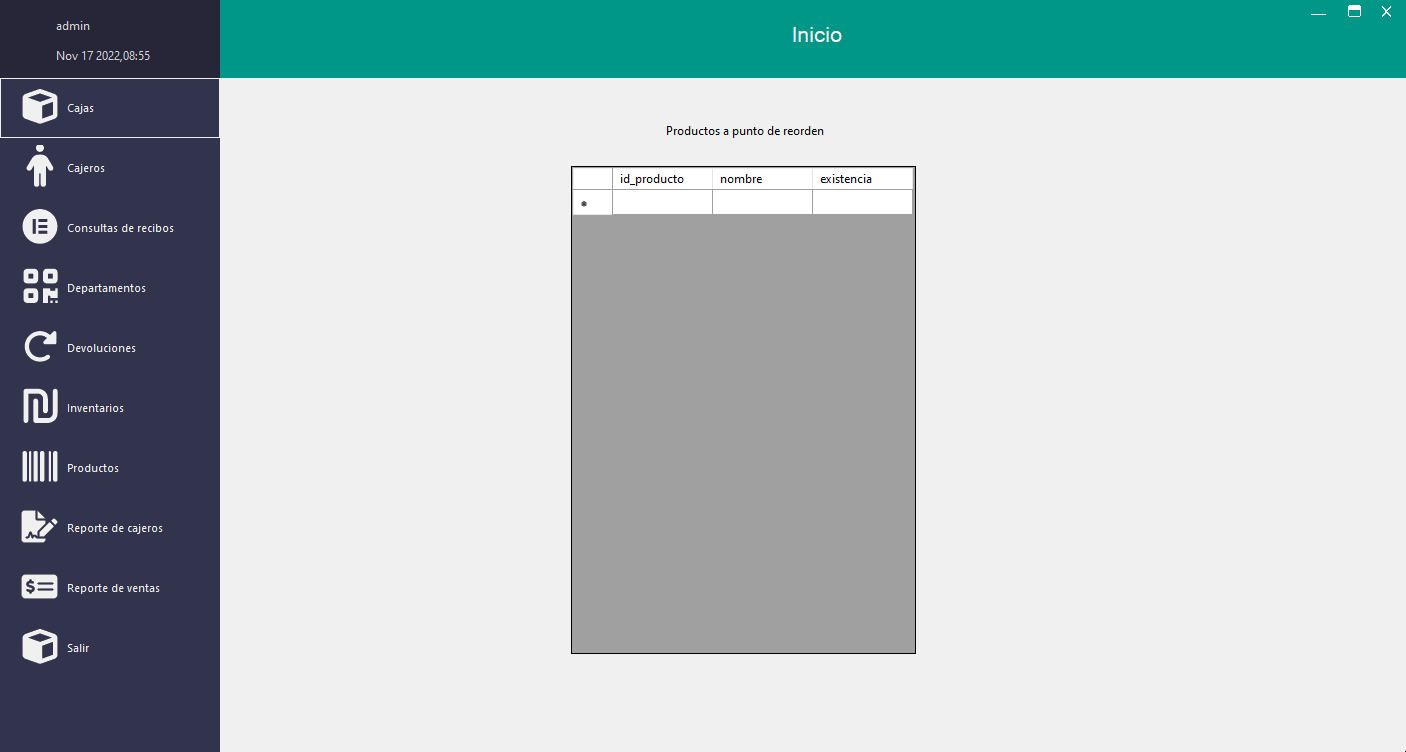 admin
Nov 17 2022,08:55
Inicio
Cajas
Cajeros
Consultas de recibos
Departamentos
Devoluciones
Inventarios
Productos
Reporte de cajeros
Reporte de ventas
Salir
Productos a punto de reorden
id_producto nombre existencia